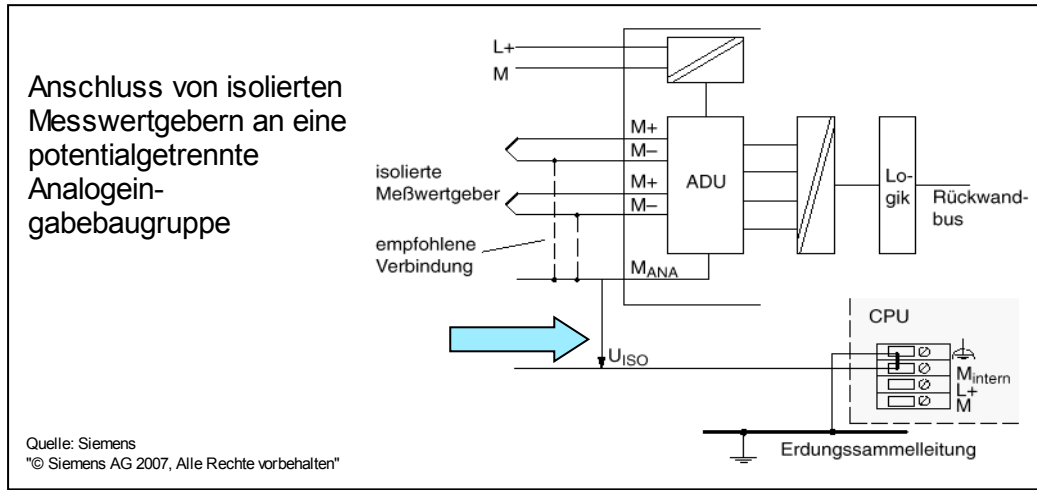 Anschluss von isolierten
Messwertgebern an eine
potentialgetrennte
Analogein-
gabebaugruppe
L+
M
M+
M–
isolierte
Meßwertgeber
M+
M–
ADU
Lo-
gik
Rückwand-
bus
empfohlene
Verbindung
MANA
CPU
UISO
Mintern
L+
M
Erdungssammelleitung
Quelle: Siemens
"© Siemens AG 2007, Alle Rechte vorbehalten"